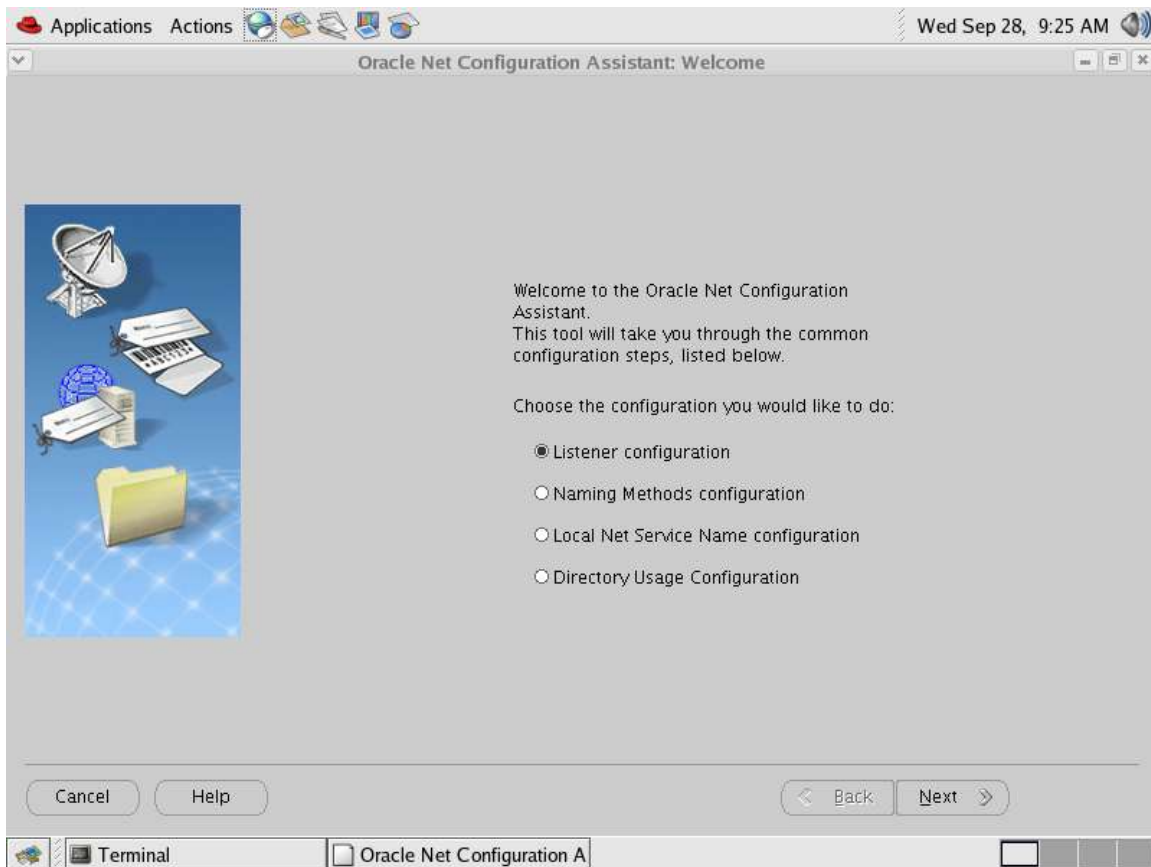 Applications Actions Wed Sep 28, 9:25 AM
Oracle Net Configuration Assistant: Welcome
Welcome to the Oracle Net Configuration
Assistant.
This tool will take you through the common
configuration steps, listed below.
Choose the configuration you would like to do:
Listener configuration
Naming Methods configuration
Local Net Service Name configuration
Directory Usage Configuration
Cancel Help Back Next
Terminal Oracle Net Configuration A